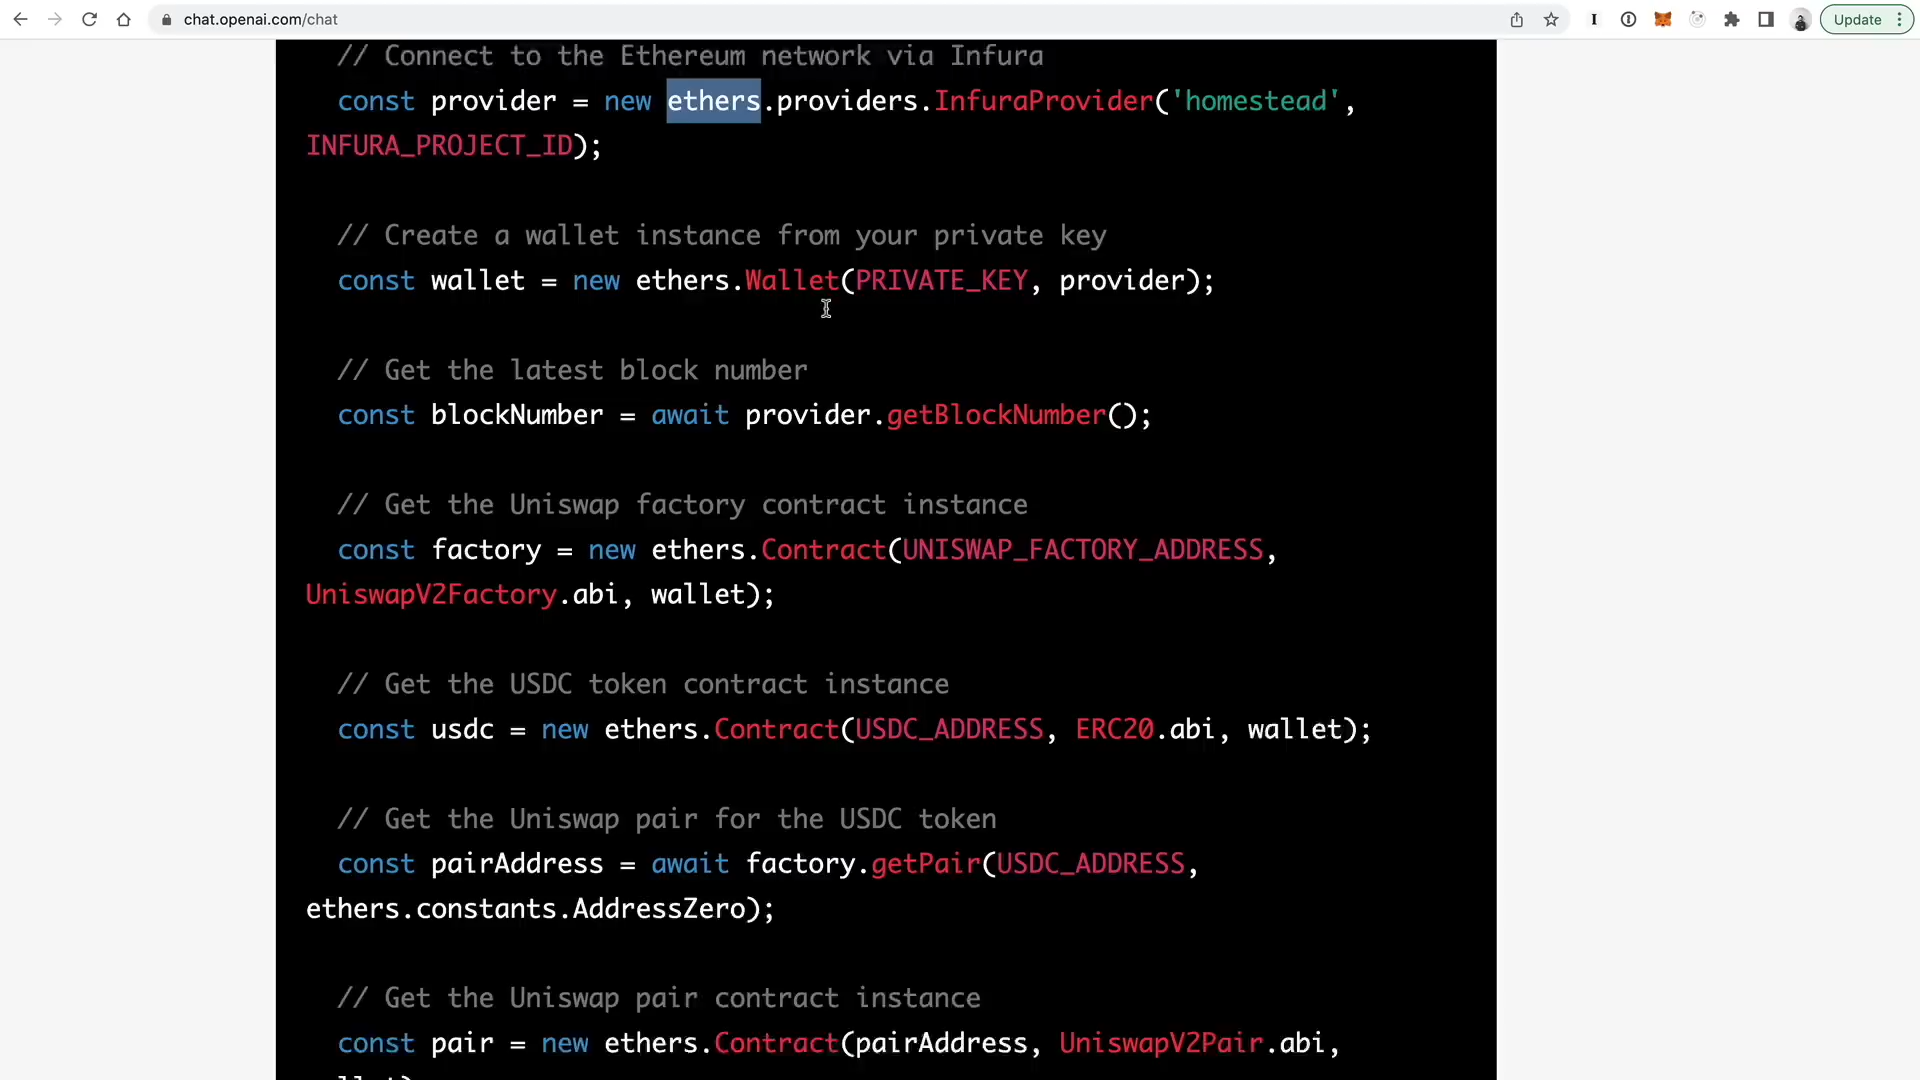 chat.openai.com/chat
Update
// Connect to the Ethereum network via Infura
const provider = new ethers.providers.InfuraProvider('homestead',
INFURA_PROJECT_ID);
// Create a wallet instance from your private key
const wallet = new ethers.Wallet(PRIVATE_KEY, provider);
// Get the latest block number
const blockNumber = await provider.getBlockNumber();
// Get the Uniswap factory contract instance
const factory = new ethers.Contract(UNISWAP_FACTORY_ADDRESS,
UniswapV2Factory.abi, wallet);
// Get the USDC token contract instance
const usdc = new ethers.Contract(USDC_ADDRESS, ERC20.abi, wallet);
// Get the Uniswap pair for the USDC token
const pairAddress = await factory.getPair(USDC_ADDRESS,
ethers.constants.AddressZero);
// Get the Uniswap pair contract instance
const pair = new ethers.Contract(pairAddress, UniswapV2Pair.abi,